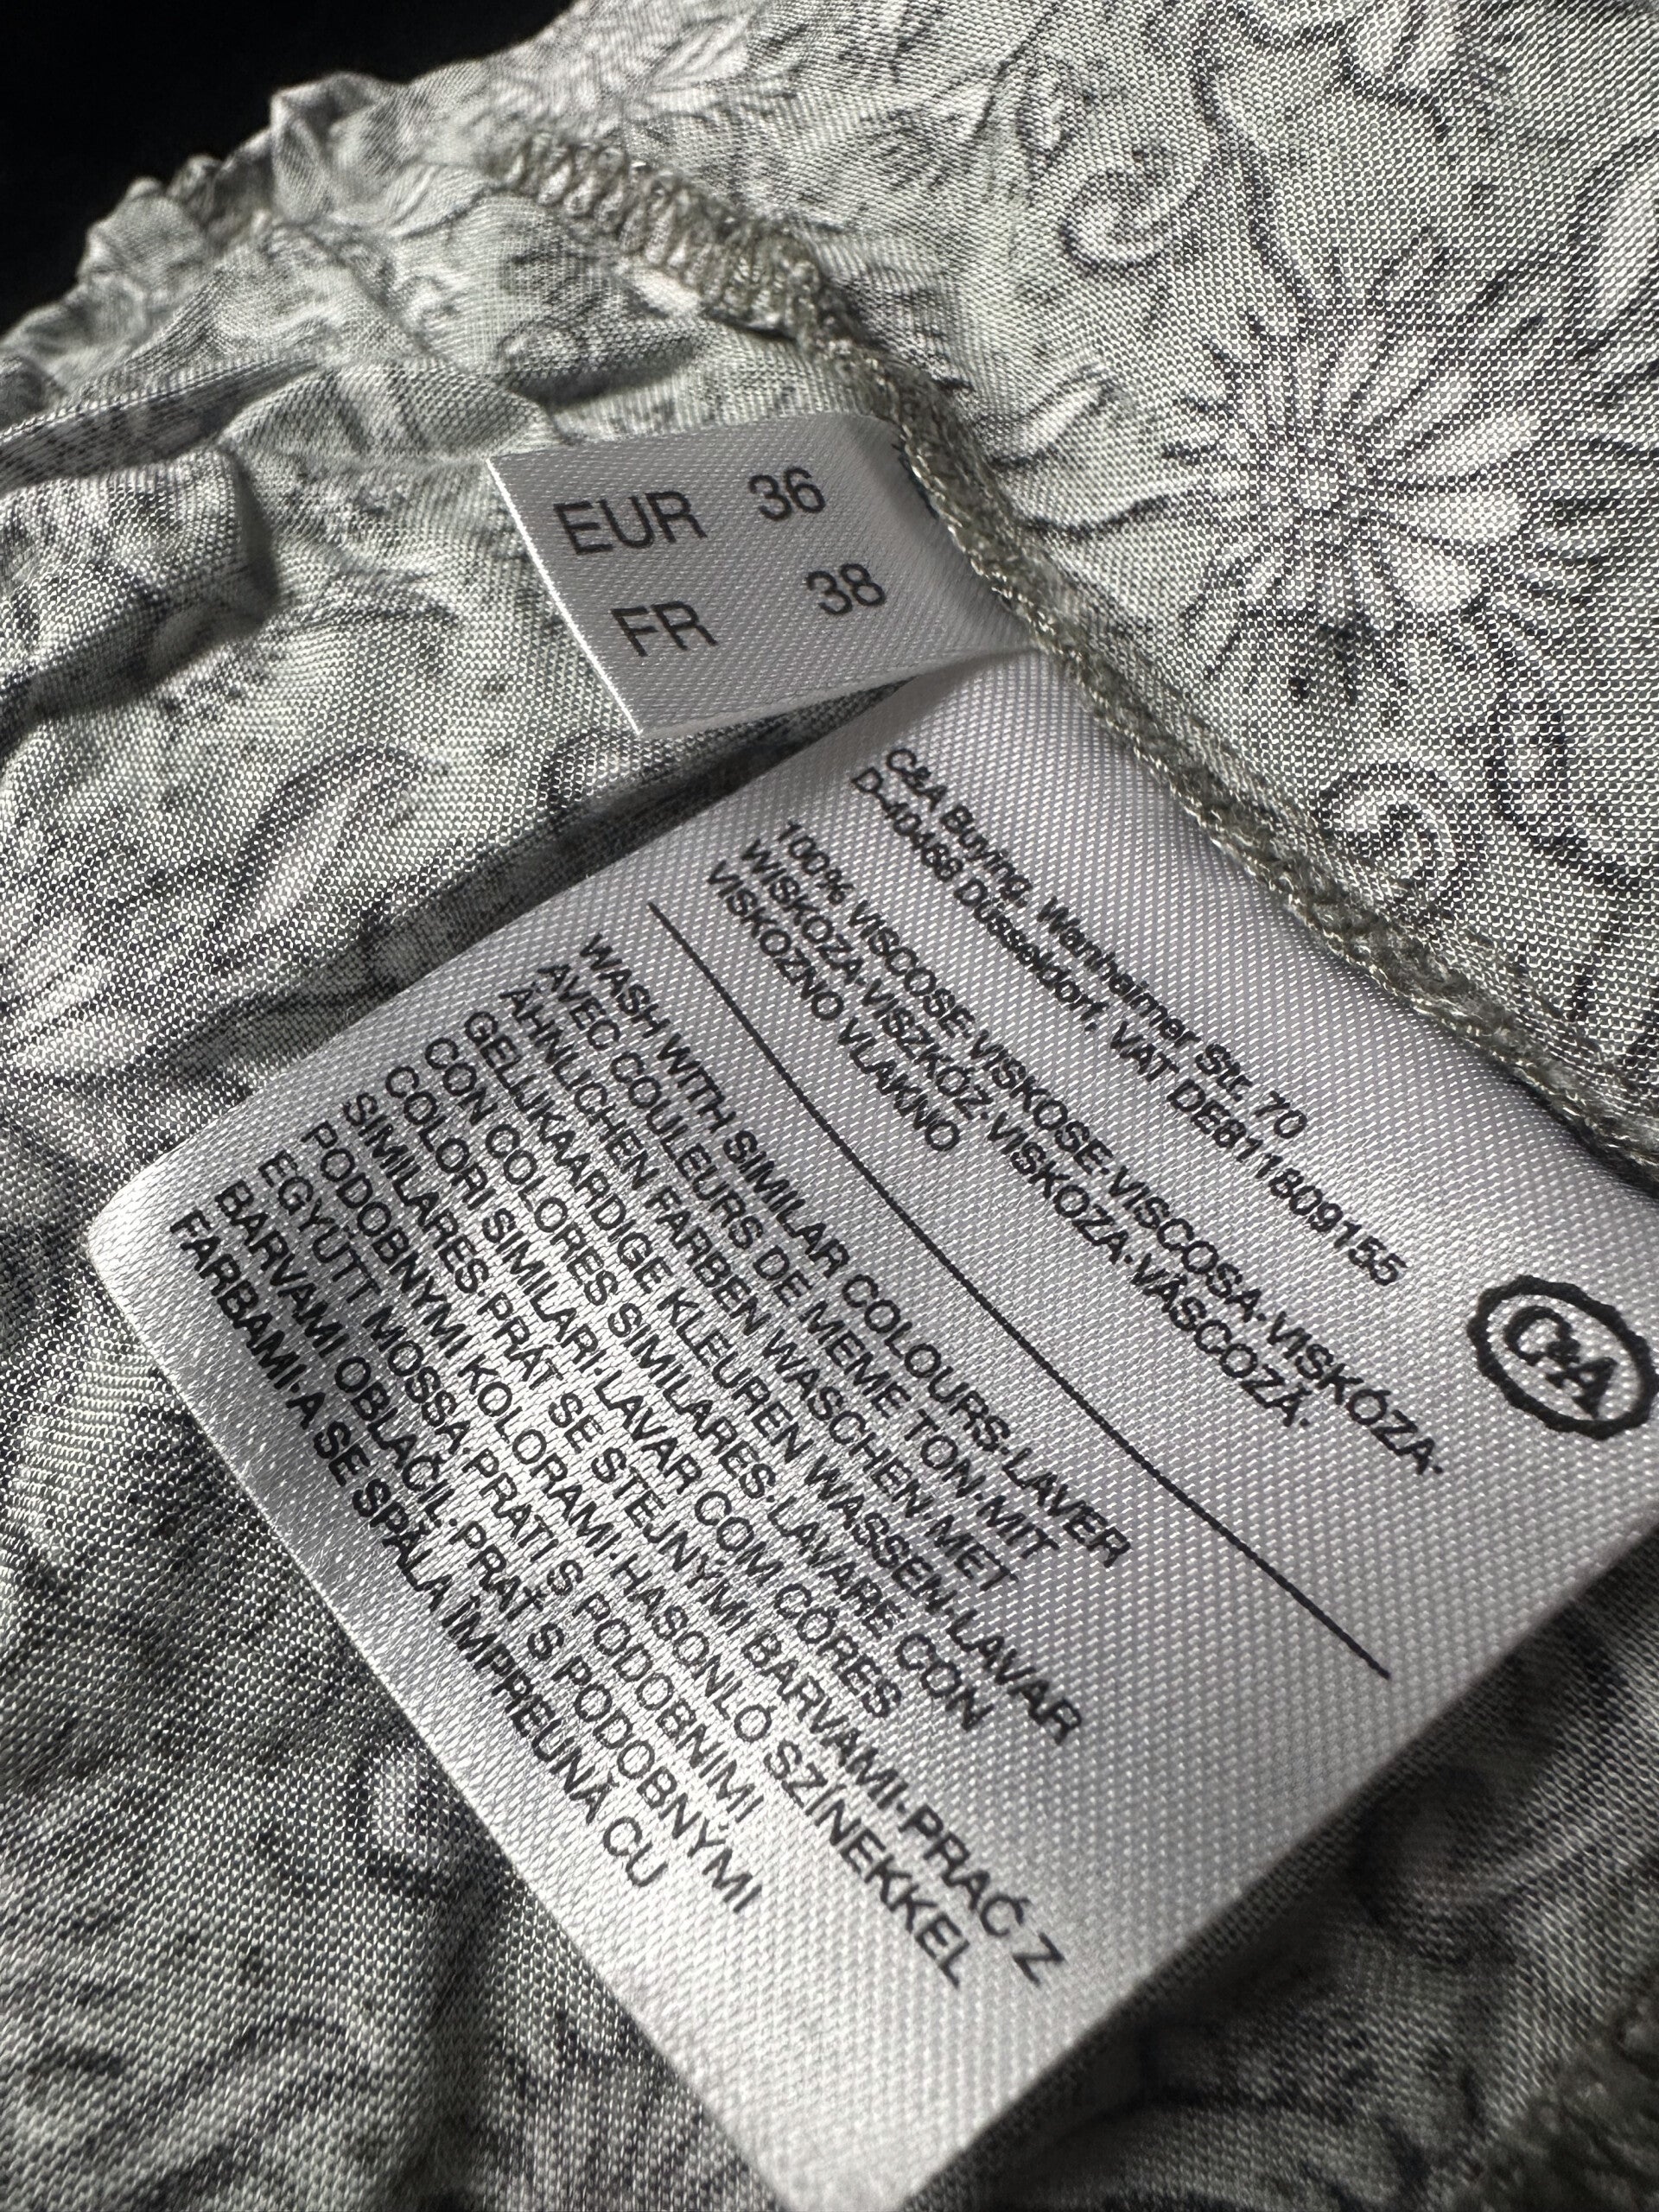 EUR 36
FR 38
C&A Buying, Wanheimer Str. 70
D-40468 Düsseldorf, VAT DE811809155
C&A
100% VISCOSE·VISKOSE·VISCOSA·VISKÓZA·
WISKOZA·VISZKÓZ·VISKOZA·VÂSCOZĂ·
VISKOZNO VLAKNO
WASH WITH SIMILAR COLOURS·LAVER
AVEC COULEURS DE MEME TON·MIT
ÄHNLICHEN FARBEN WASCHEN·MET
GELIJKAARDIGE KLEUREN WASSEN·LAVAR
CON COLORES SIMILARES·LAVARE CON
COLORI SIMILARI·LAVAR COM CÔRES
SIMILARES·PRÁT SE STEJNÝMI BARVAMI·PRAĆ Z
PODOBNYMI KOLORAMI·HASONLÓ SZÍNEKKEL
EGYÜTT MOSSA·PRATI S PODOBNIMI
BARVAMI OBLAČIL·PRAŤ S PODOBNÝMI
FARBAMI·A SE SPĂLA ÎMPREUNĂ CU